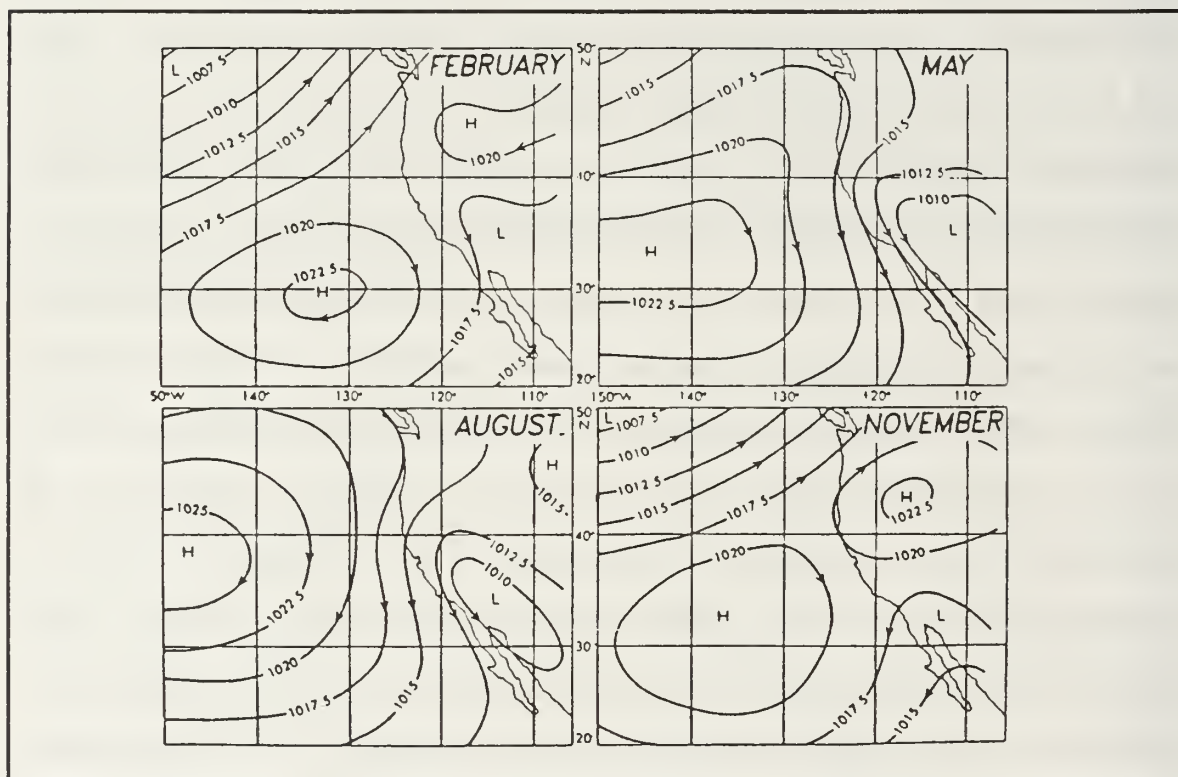 FEBRUARY
L
1007 5
1010
1012 5
1015
1017 5
1020
H
1020
L
1022 5
H
1017 5
1015
50°
N
40°
30°
20°
50°W
140°
130°
120°
110°
MAY
1015
1017 5
1020
1015
1012 5
1010
L
H
1022 5
150°W
140°
130°
120°
110°
AUGUST.
H
1015
1025
H
1012 5
1010
L
1022 5
1020
1017 5
1015
50°
N
40°
30°
20°
NOVEMBER
L
1007 5
1010
1012 5
1015
1017 5
H
1022 5
1020
1020
H
L
1017 5
1015